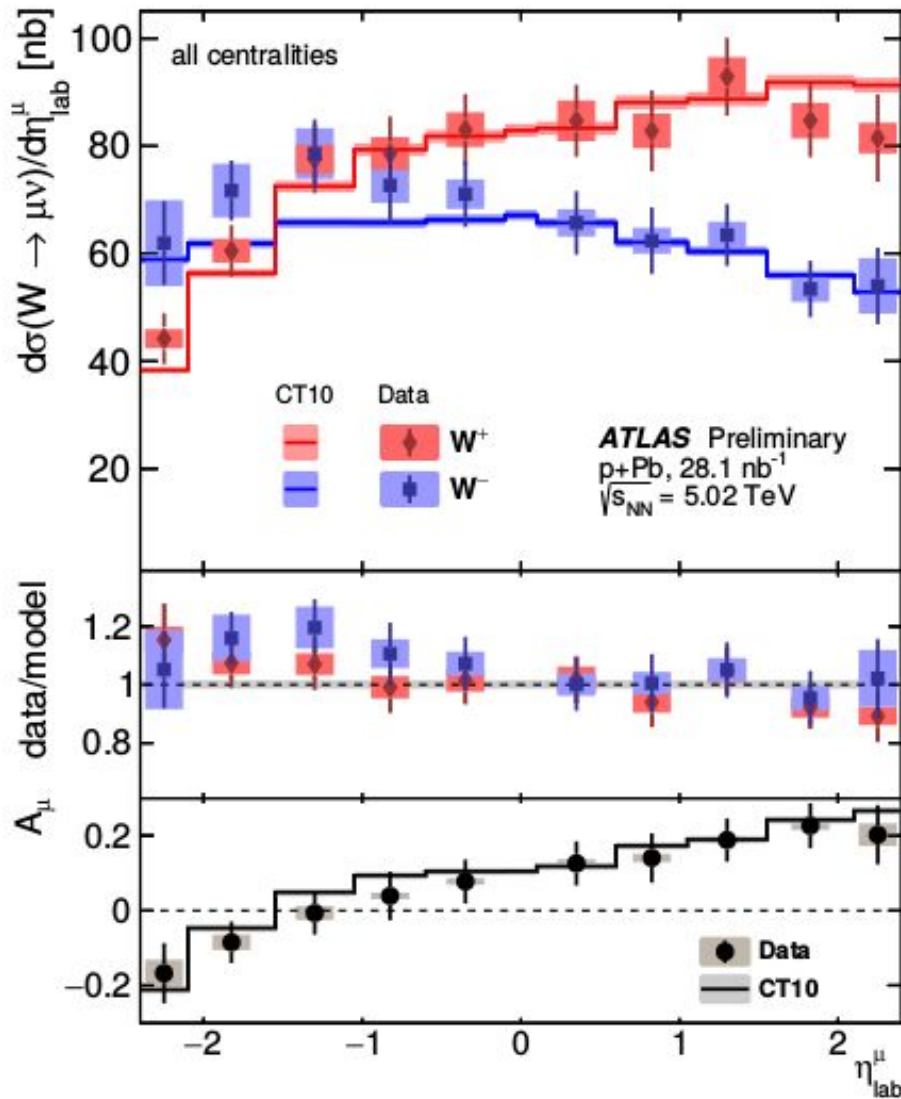 dσ(W → μν)/dη^μ_lab [nb]
100
80
60
40
20
all centralities
CT10 Data
W⁺
W⁻
ATLAS Preliminary
p+Pb, 28.1 nb⁻¹
√s_NN = 5.02 TeV
data/model
1.2
1
0.8
A_μ
0.2
0
−0.2
Data
CT10
−2 −1 0 1 2
η^μ_lab